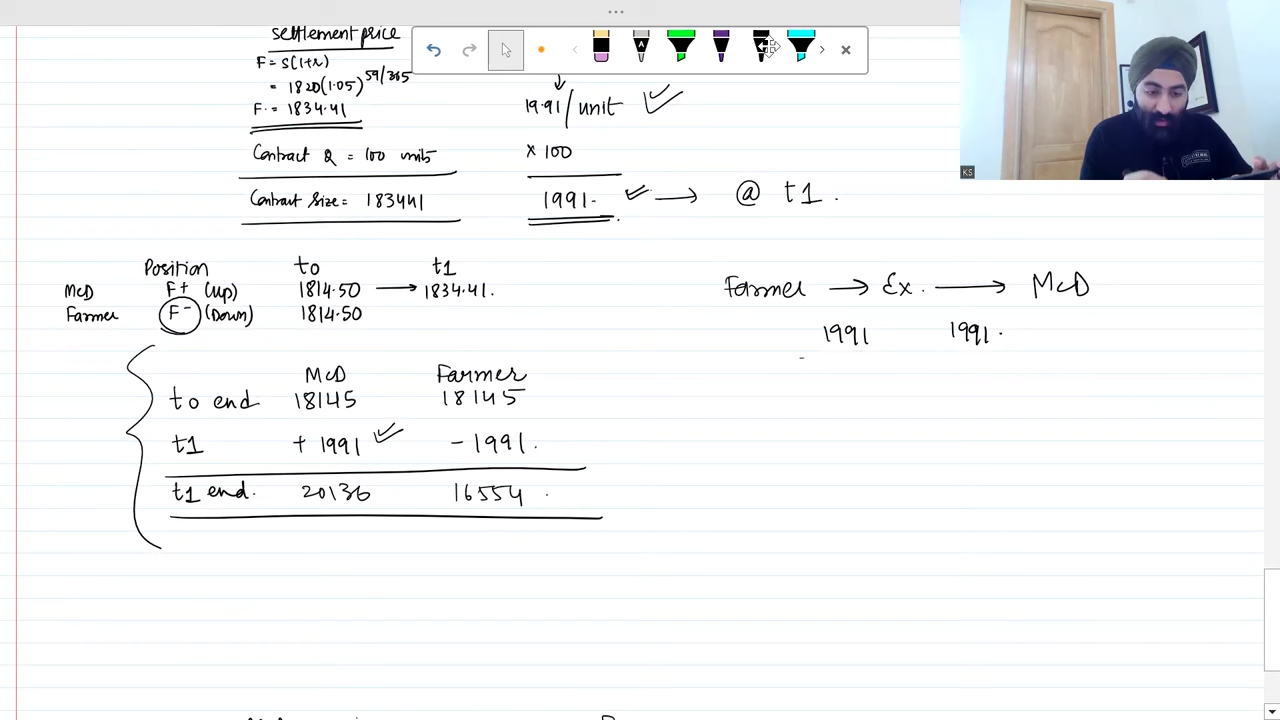 settlement price
F = S(1+r)
= 1820(1.05)^59/365
F = 1834.41
19.91/unit
Contract Q = 100 units
× 100
Contract Size = 183441
1991. → @ t1.
Position t0 t1
McD F+ (Up) 1814.50 → 1834.41.
Farmer F- (Down) 1814.50
Farmer → Ex. → McD
1991 1991.
McD Farmer
to end 18145 18145
t1 + 1991 - 1991.
t1 end. 20136 16554.
KS